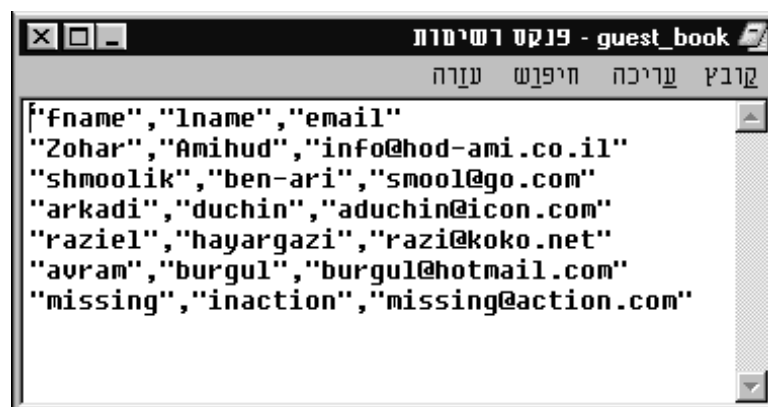 guest_book - פנקס רשימות
קובץ עריכה חיפוש עזרה
"fname","lname","email"
"Zohar","Amihud","info@hod-ami.co.il"
"shmoolik","ben-ari","smool@go.com"
"arkadi","duchin","aduchin@icon.com"
"raziel","hayargazi","razi@koko.net"
"avram","burgul","burgul@hotmail.com"
"missing","inaction","missing@action.com"